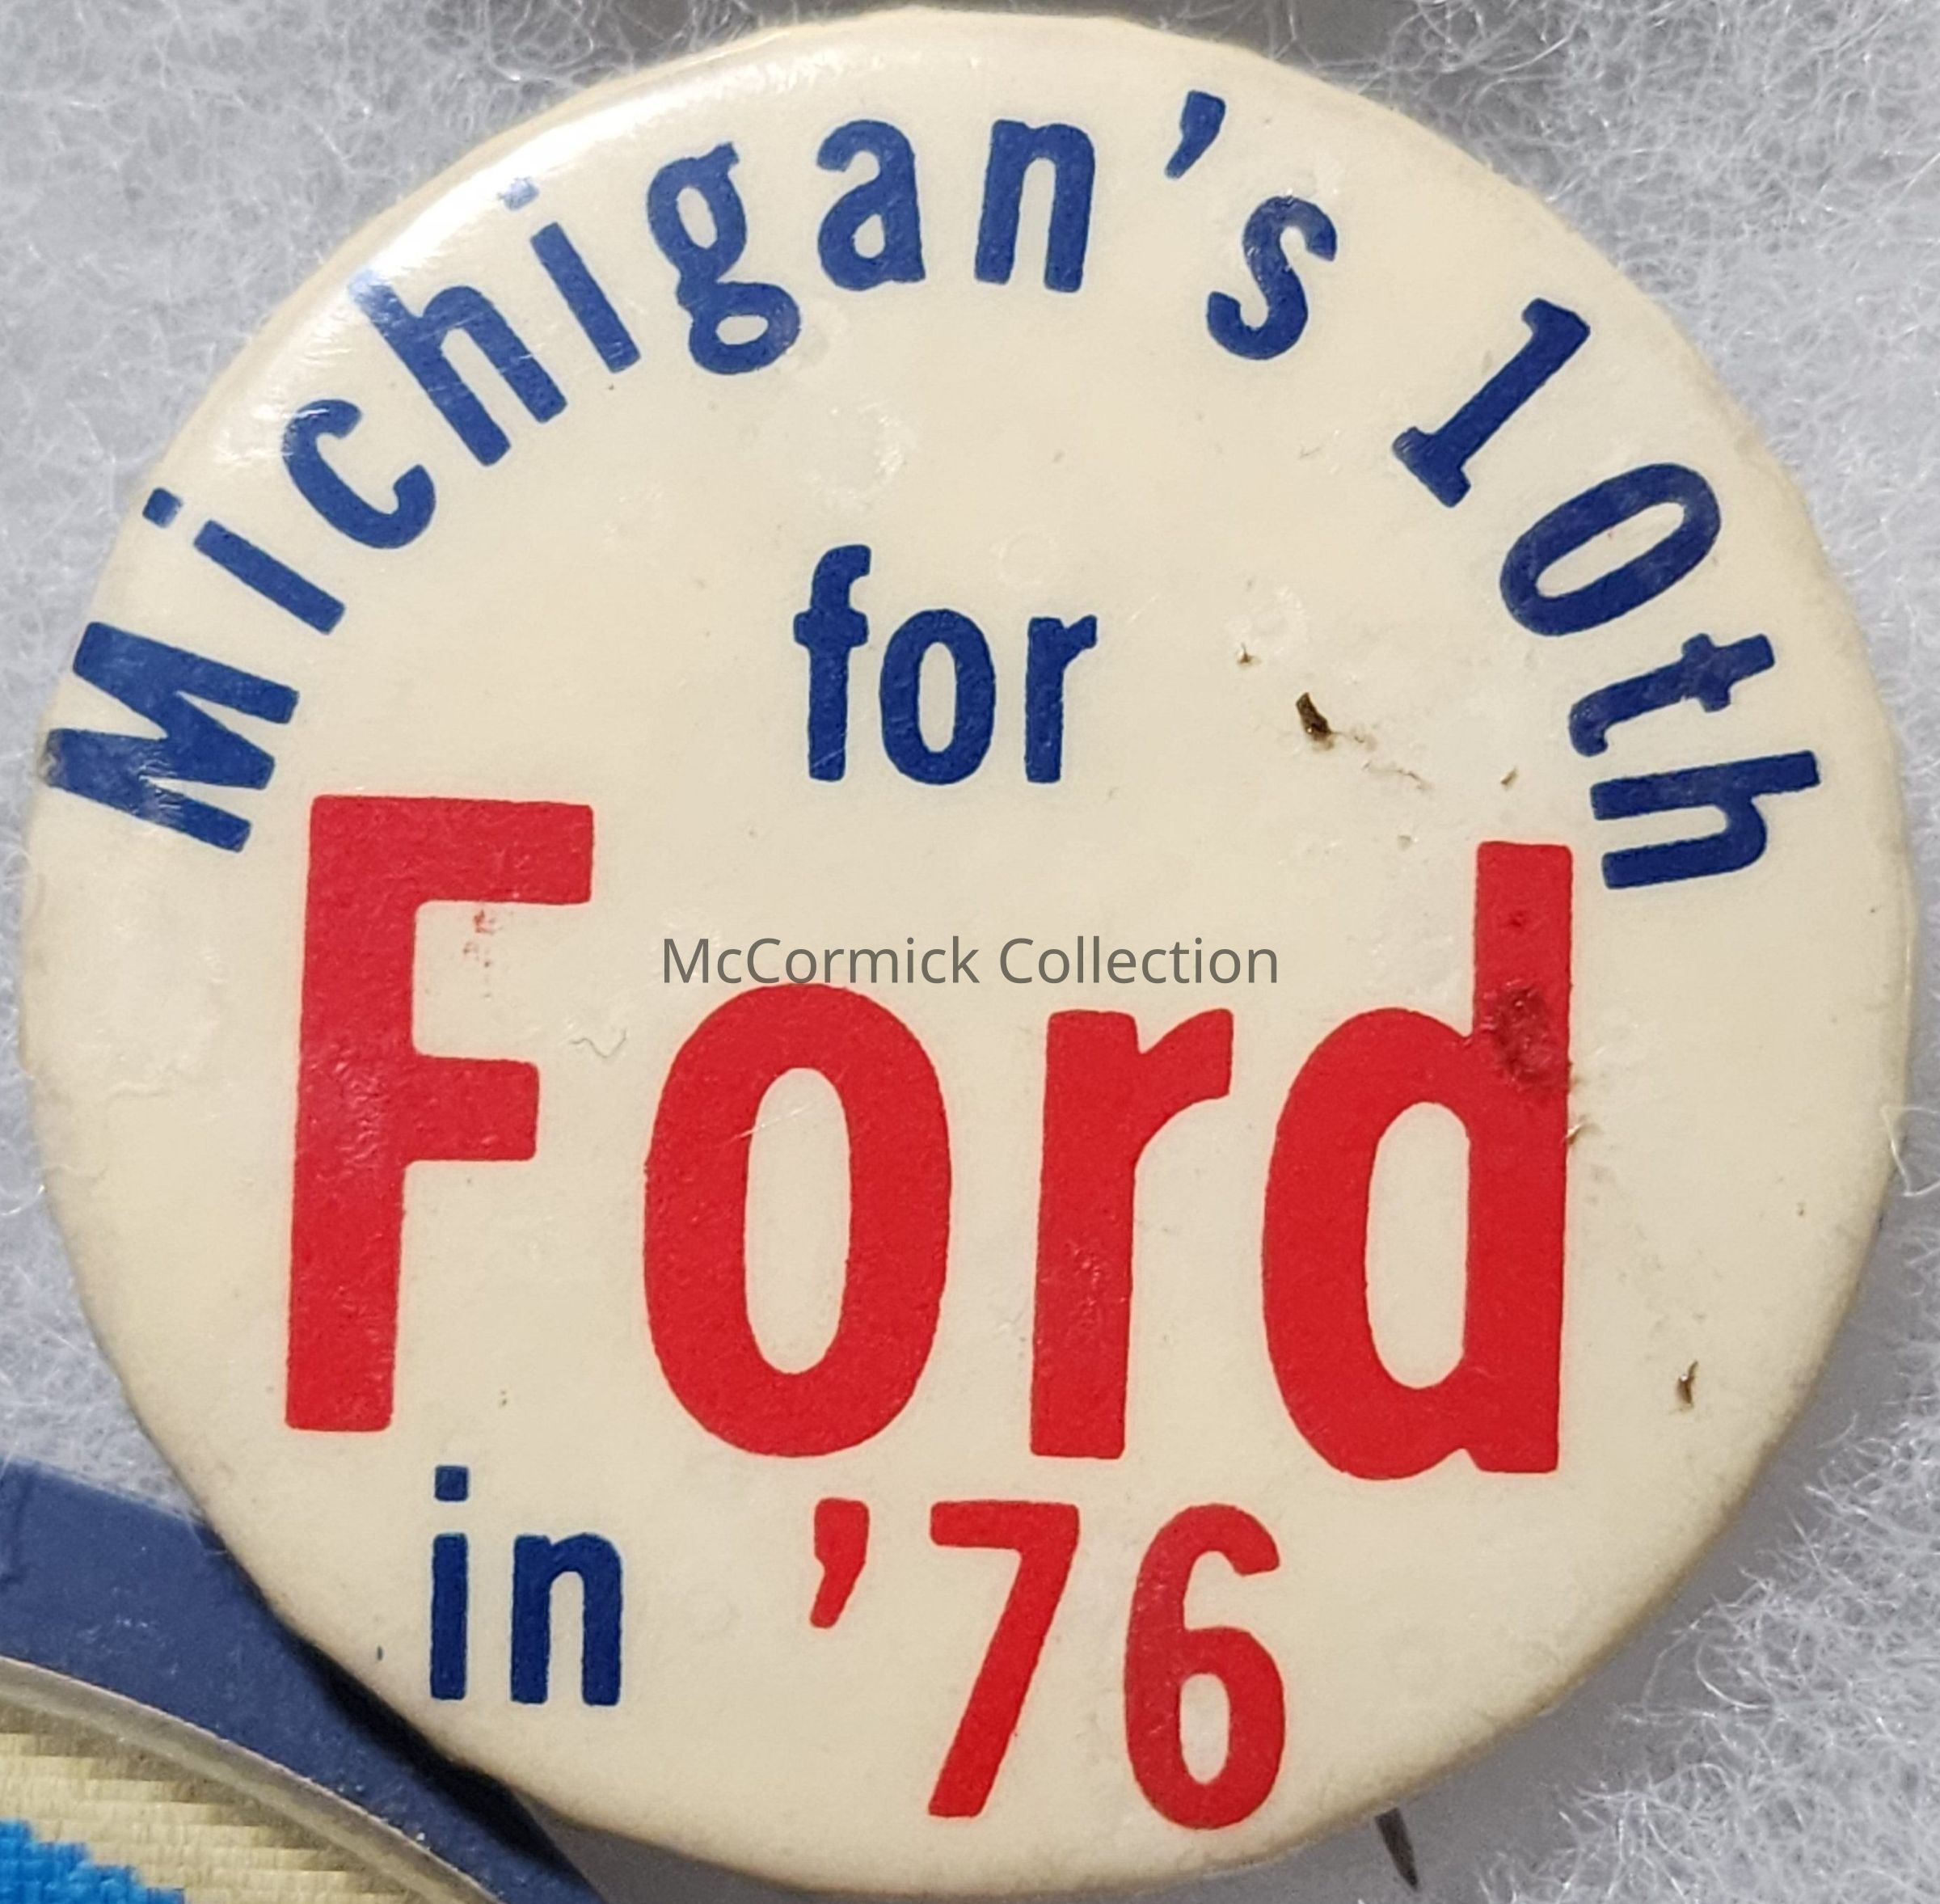 Michigan's 10th
for
Ford
McCormick Collection
in '76